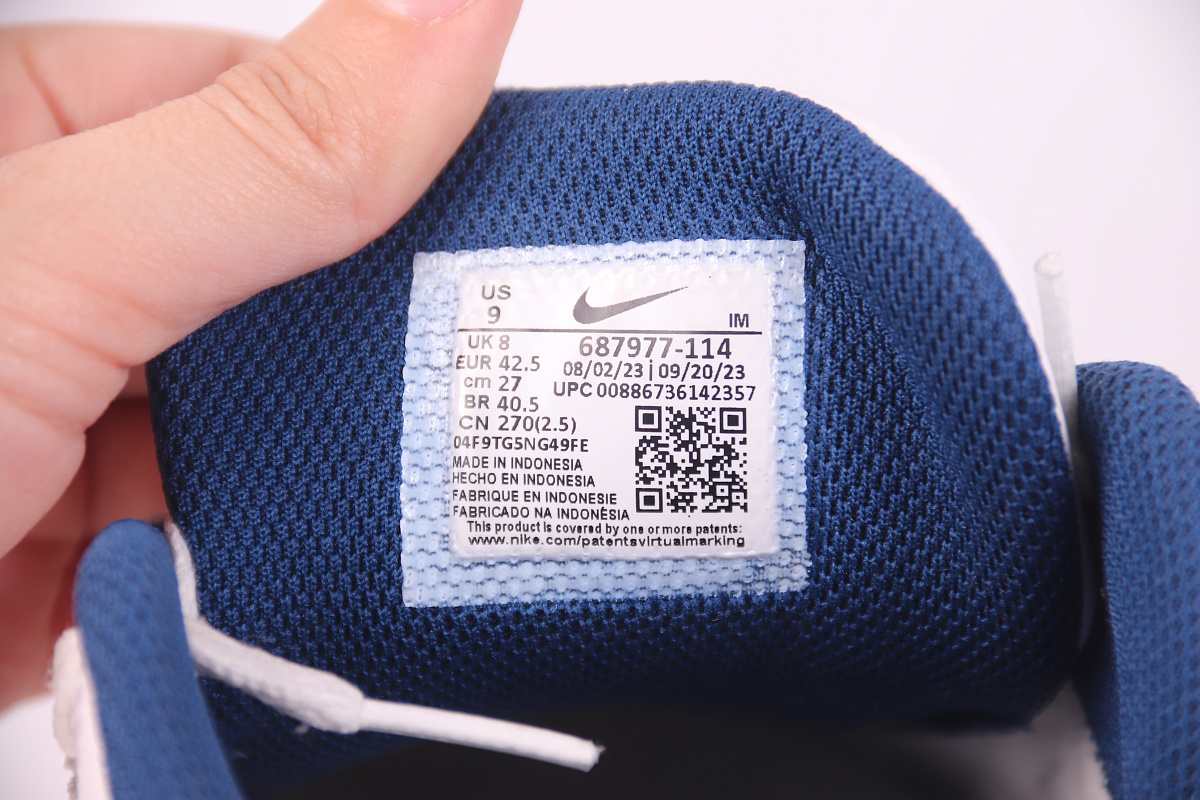 US
9
IM
UK 8
EUR 42.5
cm 27
BR 40.5
CN 270(2.5)
687977-114
08/02/23 | 09/20/23
UPC 00886736142357
04F9TG5NG49FE
MADE IN INDONESIA
HECHO EN INDONESIA
FABRIQUE EN INDONESIE
FABRICADO NA INDONÉSIA
This product is covered by one or more patents:
www.nike.com/patentsvirtualmarking